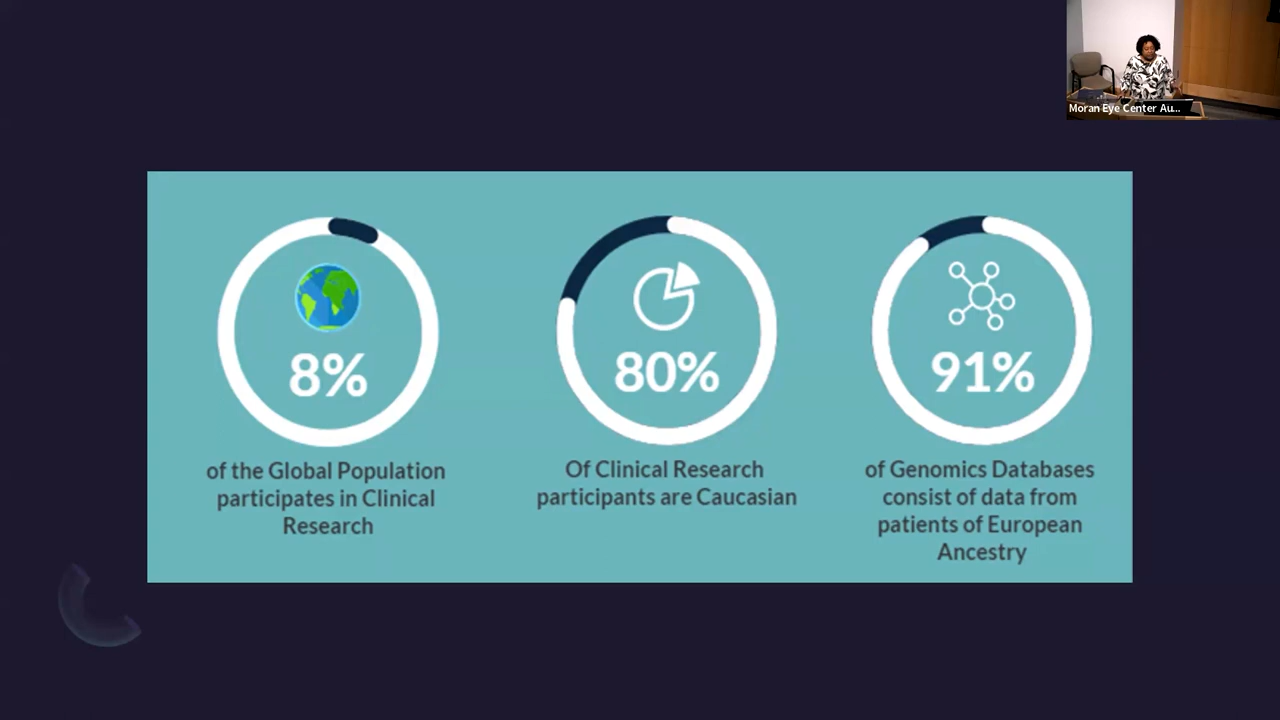 Moran Eye Center Au...
8%
of the Global Population
participates in Clinical
Research
80%
Of Clinical Research
participants are Caucasian
91%
of Genomics Databases
consist of data from
patients of European
Ancestry